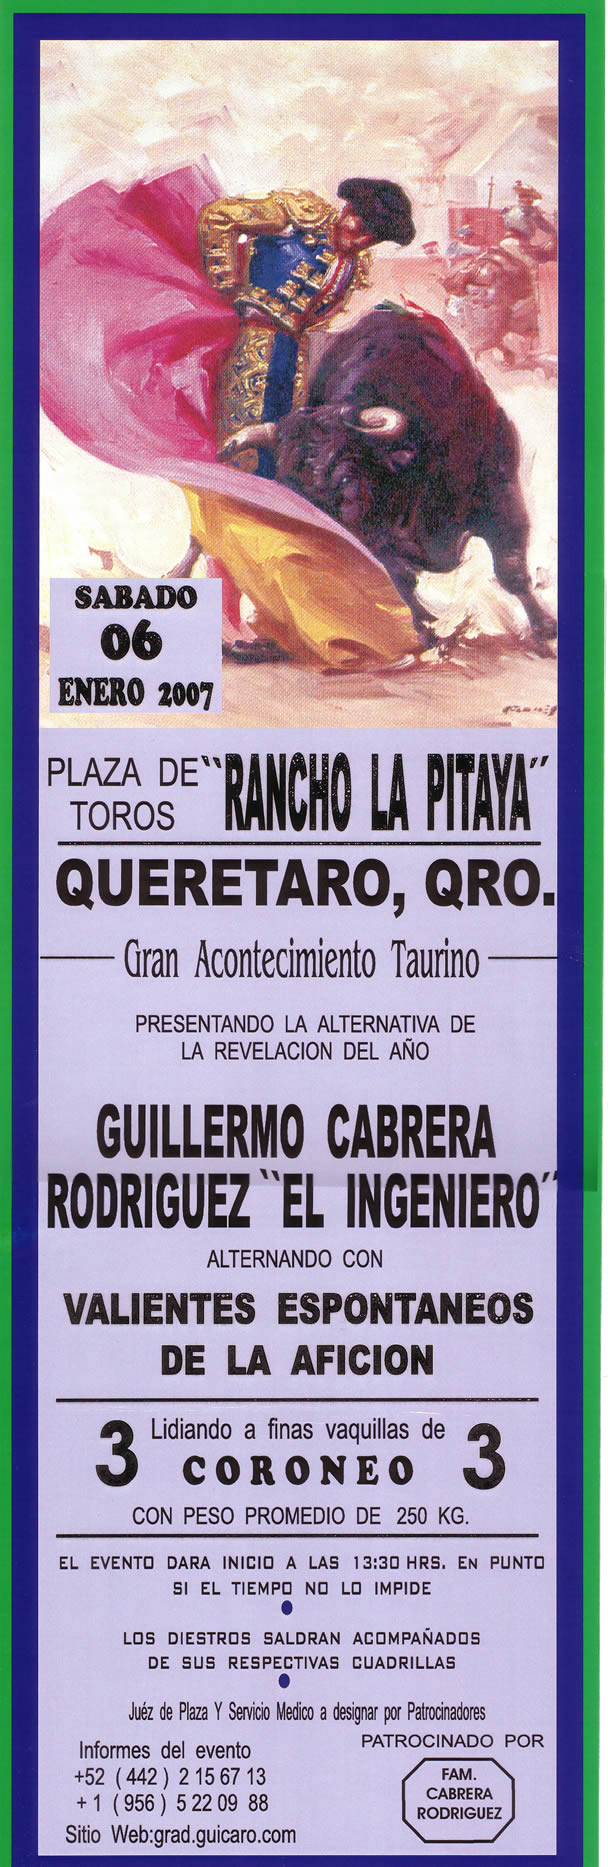 SABADO
06
ENERO 2007
PLAZA DE "RANCHO LA PITAYA"
TOROS
QUERETARO, QRO.
Gran Acontecimiento Taurino
PRESENTANDO LA ALTERNATIVA DE
LA REVELACION DEL AÑO
GUILLERMO CABRERA
RODRIGUEZ "EL INGENIERO"
ALTERNANDO CON
VALIENTES ESPONTANEOS
DE LA AFICION
3 Lidiando a finas vaquillas de 3
CORONEO
CON PESO PROMEDIO DE 250 KG.
EL EVENTO DARA INICIO A LAS 13:30 HRS. EN PUNTO
SI EL TIEMPO NO LO IMPIDE
LOS DIESTROS SALDRAN ACOMPAÑADOS
DE SUS RESPECTIVAS CUADRILLAS
Juéz de Plaza Y Servicio Medico a designar por Patrocinadores
Informes del evento
+52 (442) 2 15 67 13
+1 (956) 5 22 09 88
Sitio Web:grad.guicaro.com
PATROCINADO POR
FAM.
CABRERA
RODRIGUEZ